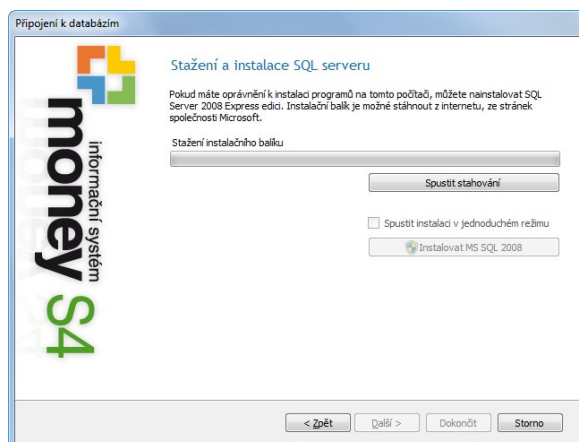 Připojení k databázím
Stažení a instalace SQL serveru
Pokud máte oprávnění k instalaci programů na tomto počítači, můžete nainstalovat SQL
Server 2008 Express edici. Instalační balík je možné stáhnout z internetu, ze stránek
společnosti Microsoft.
Stažení instalačního balíku
Spustit stahování
Spustit instalaci v jednoduchém režimu
Instalovat MS SQL 2008
informační systém
money S4
< Zpět
Další >
Dokončit
Storno